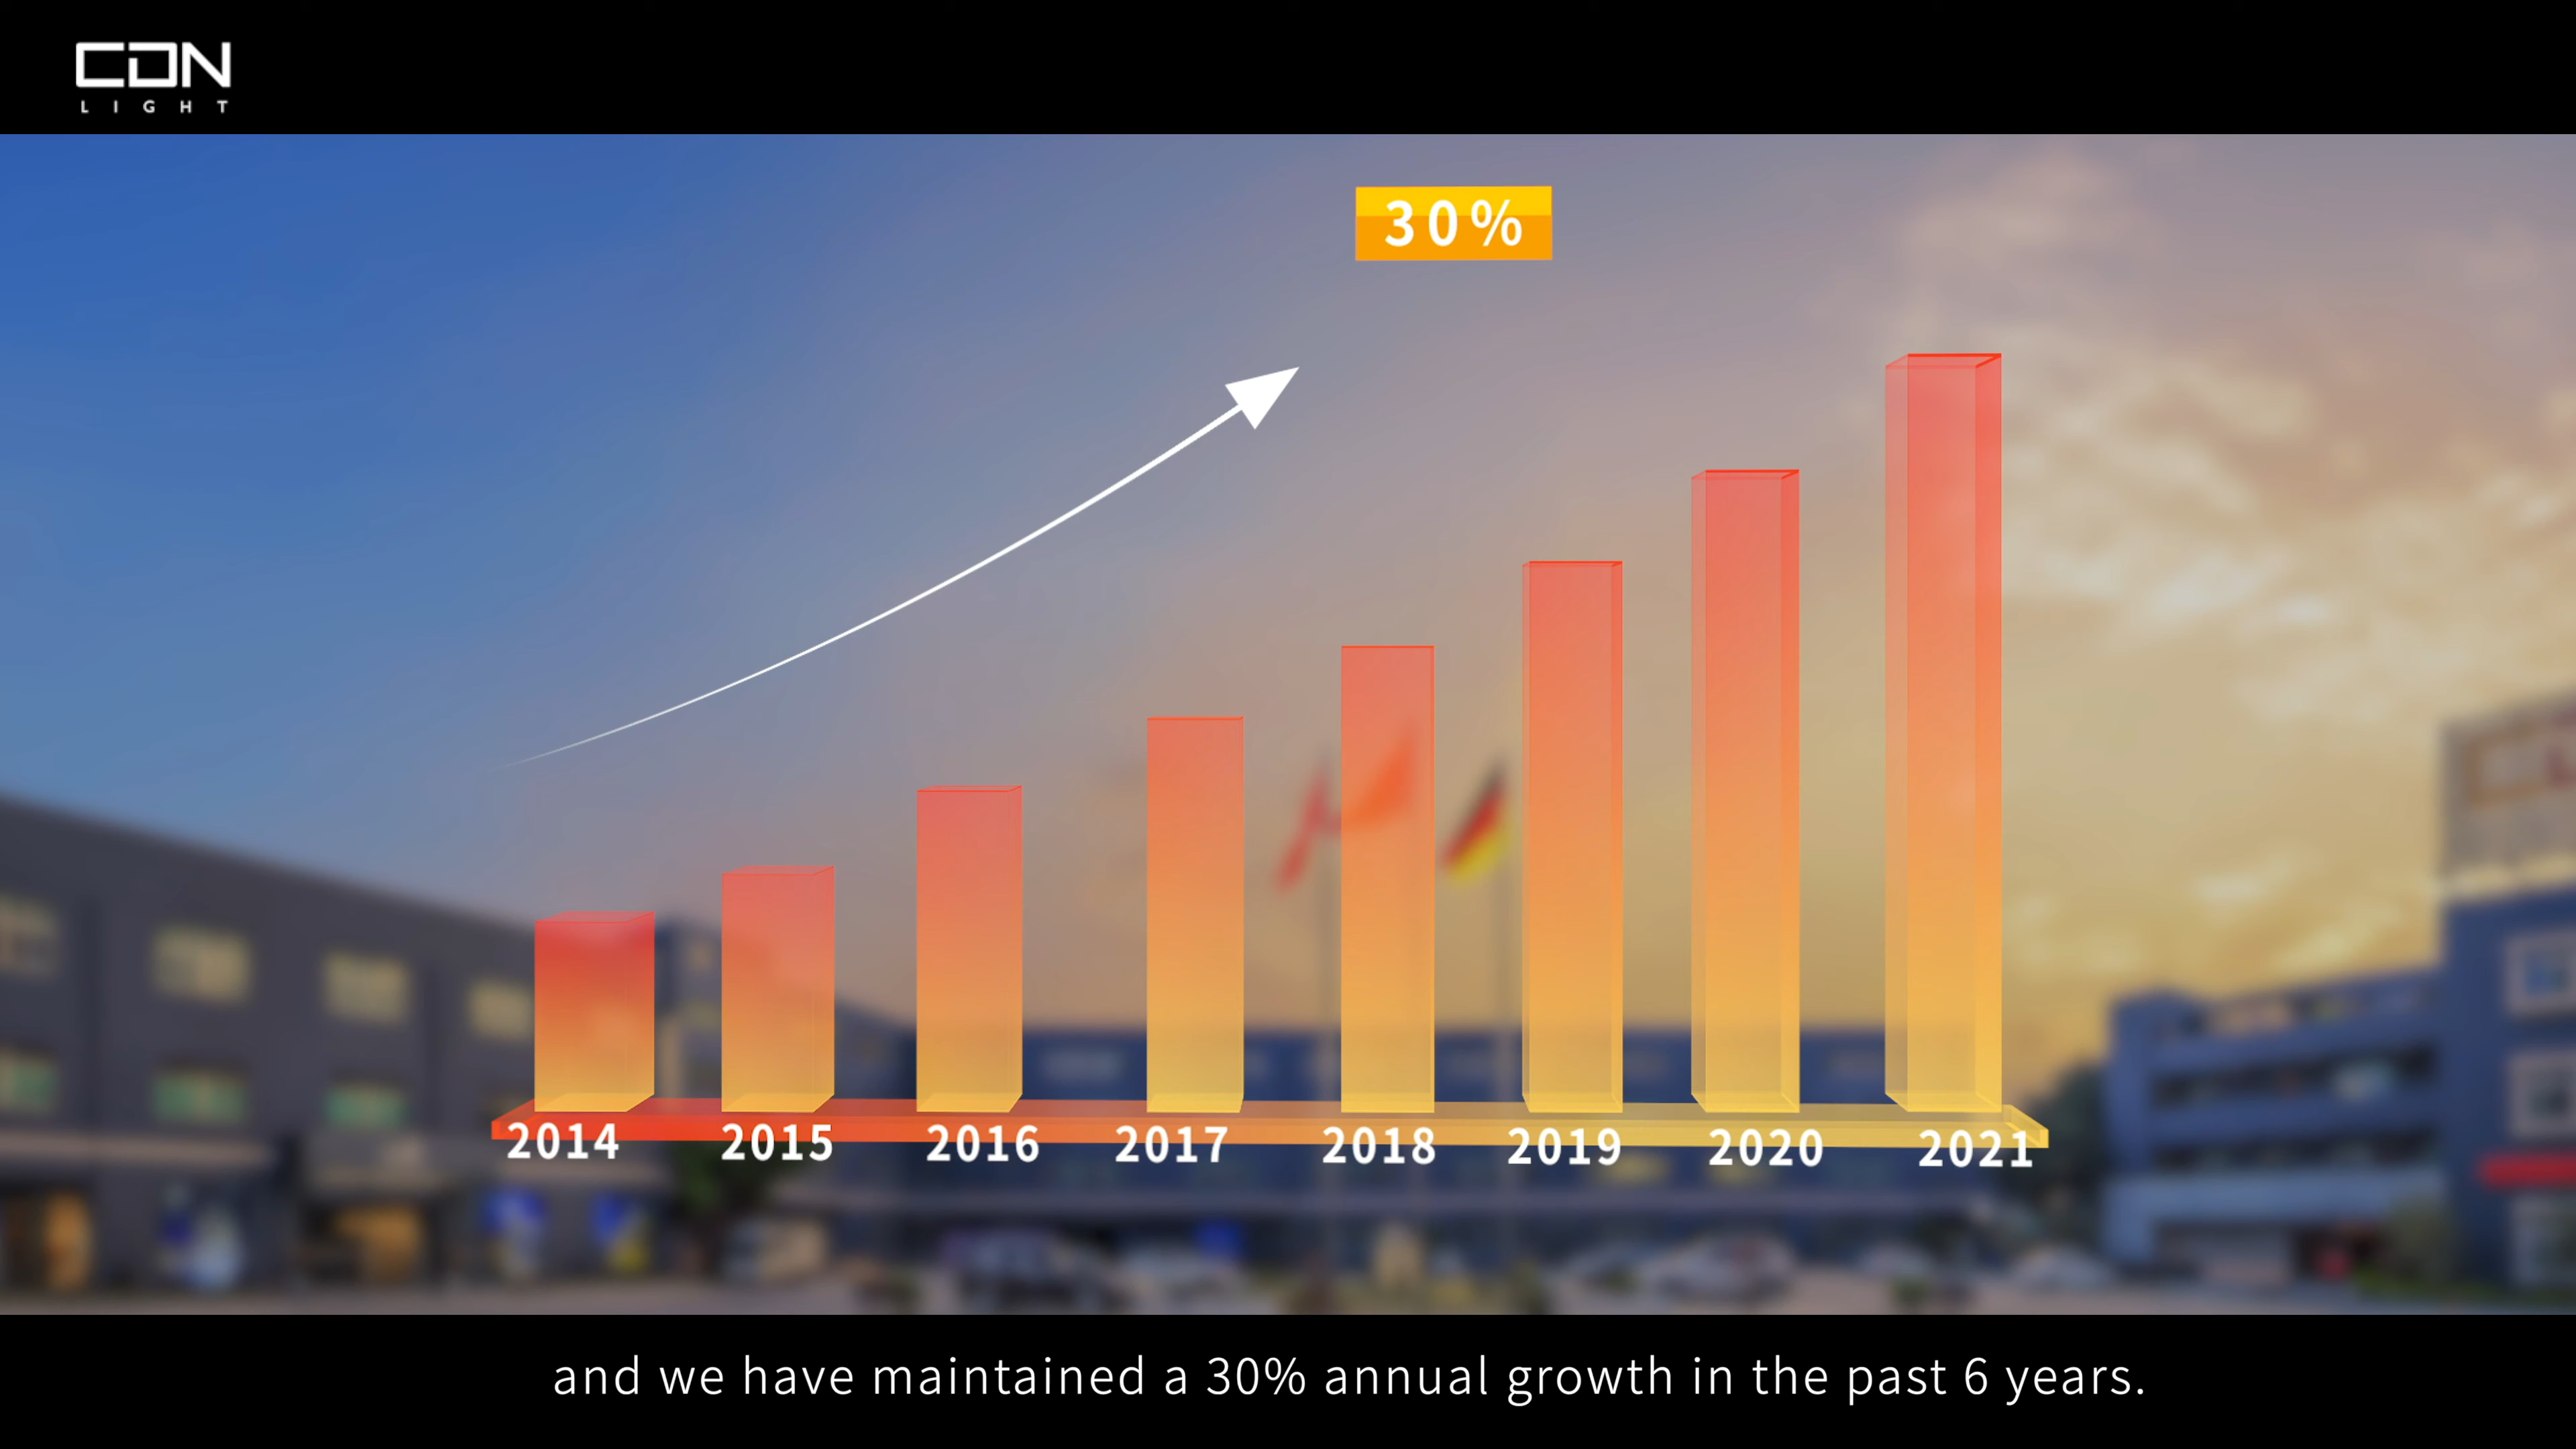 CDN
LIGHT
30%
2014 2015 2016 2017 2018 2019 2020 2021
and we have maintained a 30% annual growth in the past 6 years.